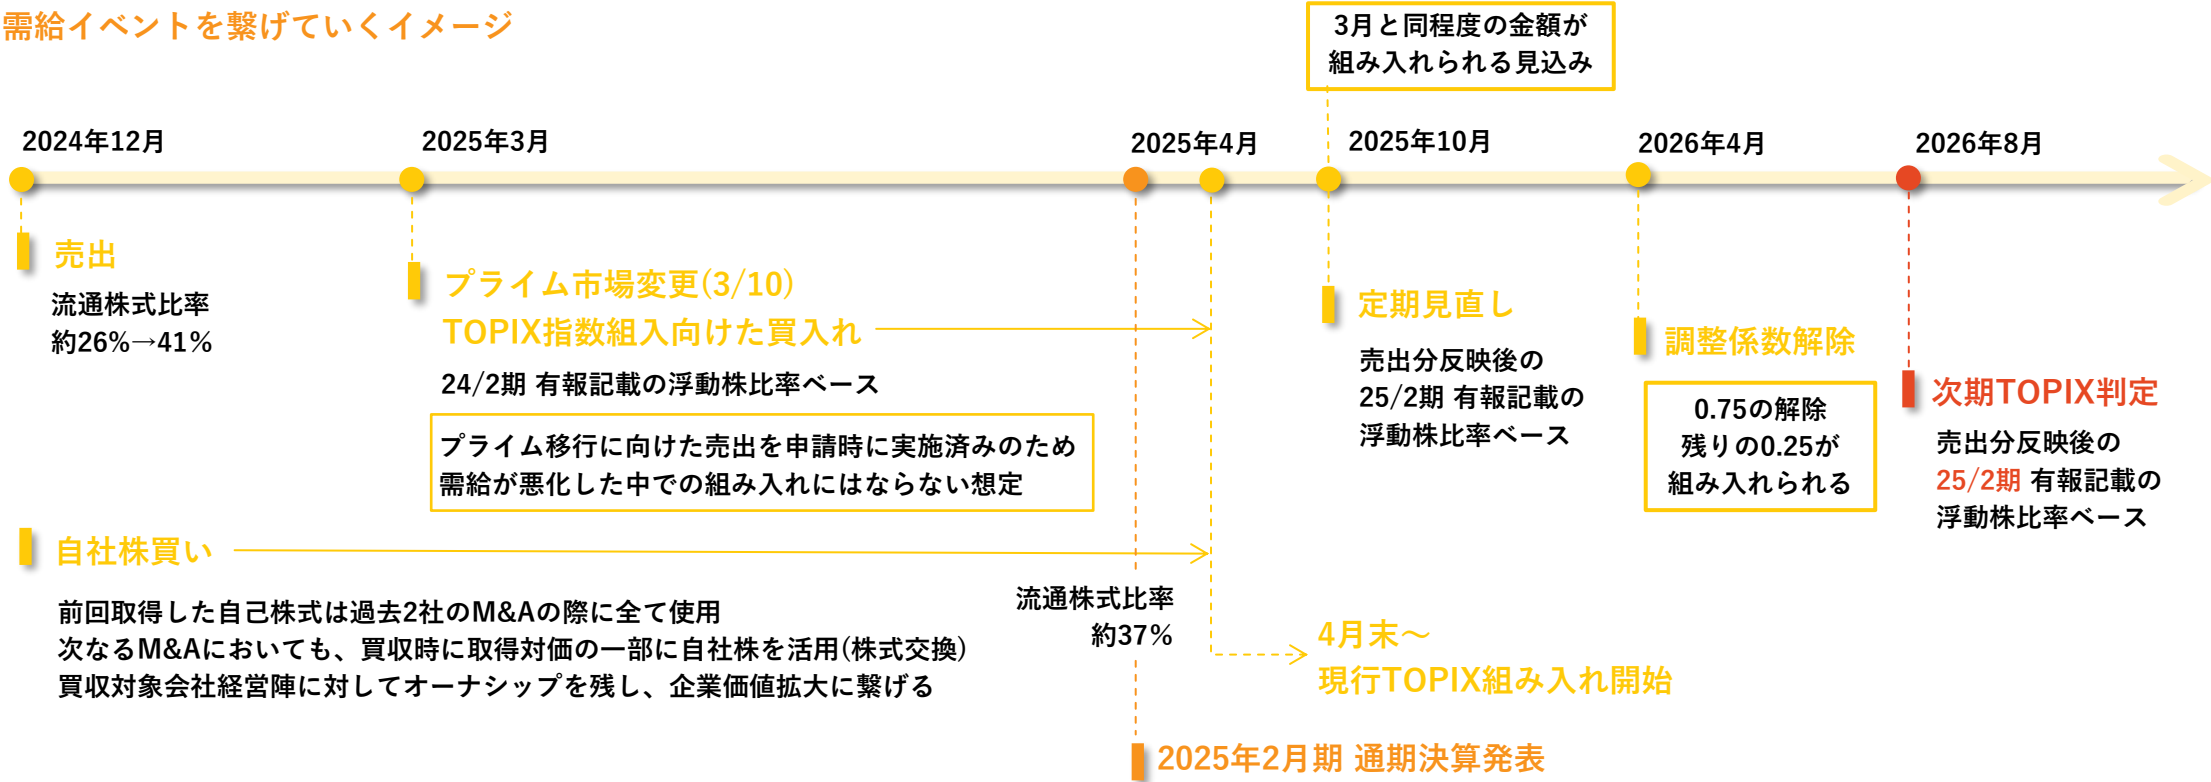 需給イベントを繋げていくイメージ
3月と同程度の金額が
組み入れられる見込み
2024年12月
2025年3月
2025年4月
2025年10月
2026年4月
2026年8月
売出
流通株式比率
約26%→41%
プライム市場変更(3/10)
TOPIX指数組入向けた買入れ
24/2期 有報記載の浮動株比率ベース
プライム移行に向けた売出を申請時に実施済みのため
需給が悪化した中での組み入れにはならない想定
定期見直し
売出分反映後の
25/2期 有報記載の
浮動株比率ベース
調整係数解除
0.75の解除
残りの0.25が
組み入れられる
次期TOPIX判定
売出分反映後の
25/2期 有報記載の
浮動株比率ベース
自社株買い
前回取得した自己株式は過去2社のM&Aの際に全て使用
次なるM&Aにおいても、買収時に取得対価の一部に自社株を活用(株式交換)
買収対象会社経営陣に対してオーナシップを残し、企業価値拡大に繋げる
流通株式比率
約37%
4月末～
現行TOPIX組み入れ開始
2025年2月期 通期決算発表